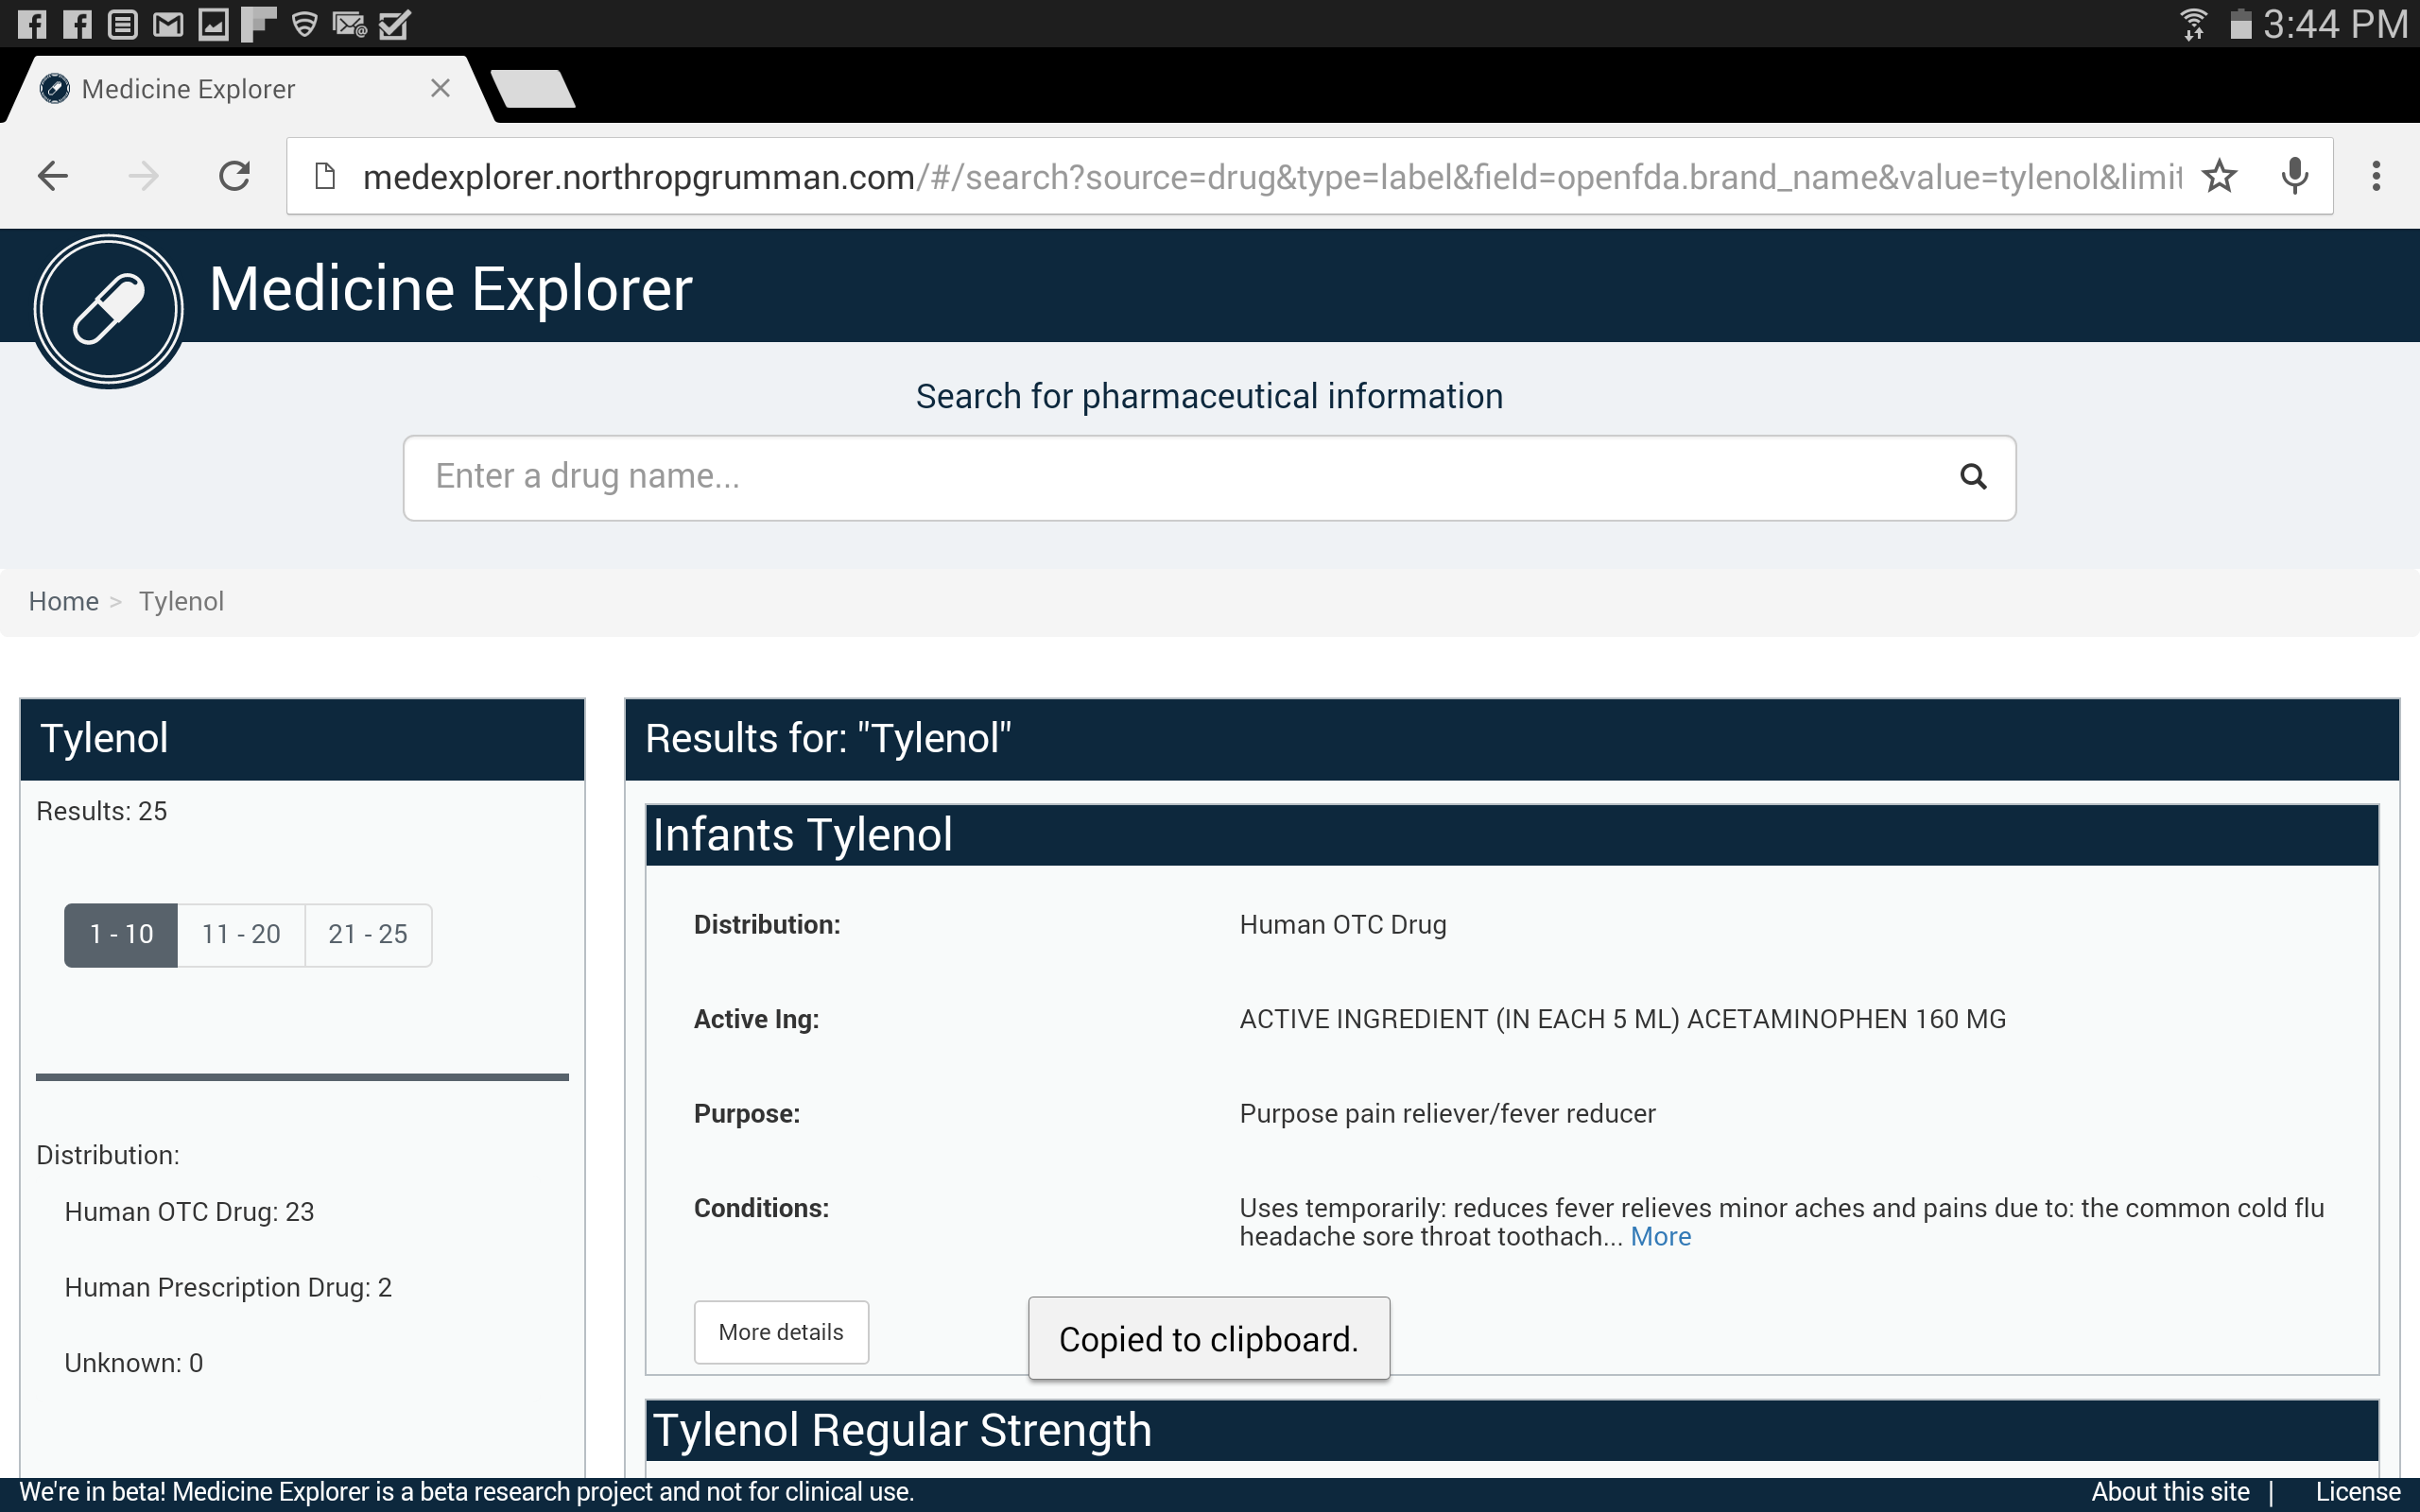 3:44 PM
Medicine Explorer
medexplorer.northropgrumman.com/#/search?source=drug&type=label&field=openfda.brand_name&value=tylenol&limit
Medicine Explorer
Search for pharmaceutical information
Enter a drug name...
Home > Tylenol
Tylenol
Results: 25
1 - 10 11 - 20 21 - 25
Distribution:
Human OTC Drug: 23
Human Prescription Drug: 2
Unknown: 0
Results for: "Tylenol"
Infants Tylenol
Distribution: Human OTC Drug
Active Ing: ACTIVE INGREDIENT (IN EACH 5 ML) ACETAMINOPHEN 160 MG
Purpose: Purpose pain reliever/fever reducer
Conditions: Uses temporarily: reduces fever relieves minor aches and pains due to: the common cold flu
headache sore throat toothach... More
More details
Copied to clipboard.
Tylenol Regular Strength
We're in beta! Medicine Explorer is a beta research project and not for clinical use.
About this site | License